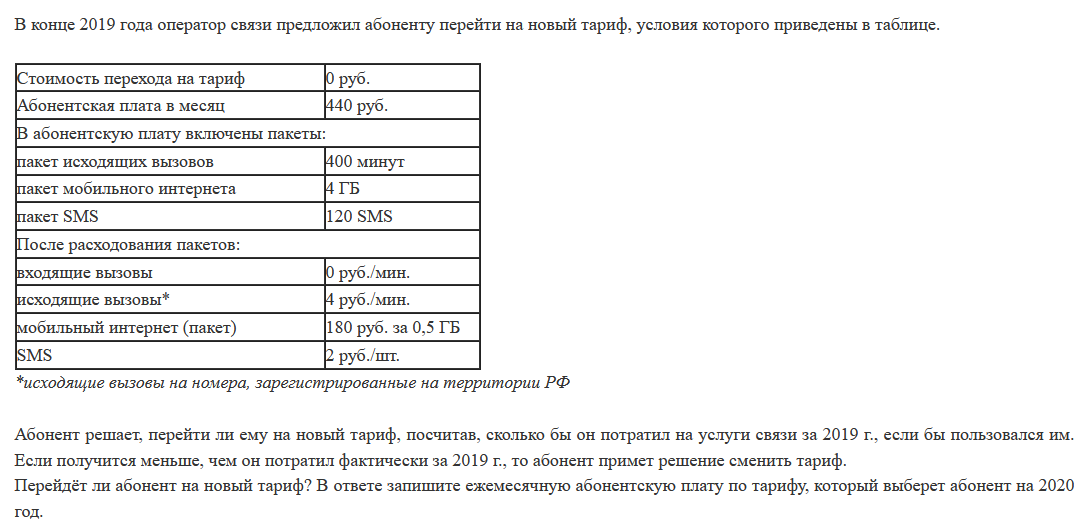 В конце 2019 года оператор связи предложил абоненту перейти на новый тариф, условия которого приведены в таблице.
Стоимость перехода на тариф 0 руб.
Абонентская плата в месяц 440 руб.
В абонентскую плату включены пакеты:
пакет исходящих вызовов 400 минут
пакет мобильного интернета 4 ГБ
пакет SMS 120 SMS
После расходования пакетов:
входящие вызовы 0 руб./мин.
исходящие вызовы* 4 руб./мин.
мобильный интернет (пакет) 180 руб. за 0,5 ГБ
SMS 2 руб./шт.
*исходящие вызовы на номера, зарегистрированные на территории РФ
Абонент решает, перейти ли ему на новый тариф, посчитав, сколько бы он потратил на услуги связи за 2019 г., если бы пользовался им.
Если получится меньше, чем он потратил фактически за 2019 г., то абонент примет решение сменить тариф.
Перейдёт ли абонент на новый тариф? В ответе запишите ежемесячную абонентскую плату по тарифу, который выберет абонент на 2020
год.